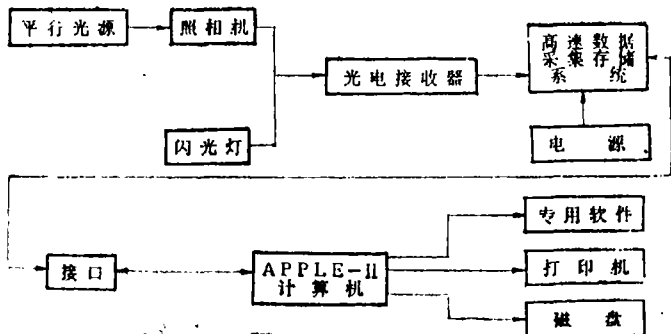 平行光源
照相机
高速数据
采集存储
系统
光电接收器
闪光灯
电源
专用软件
接口
APPLE-II
计算机
打印机
磁盘